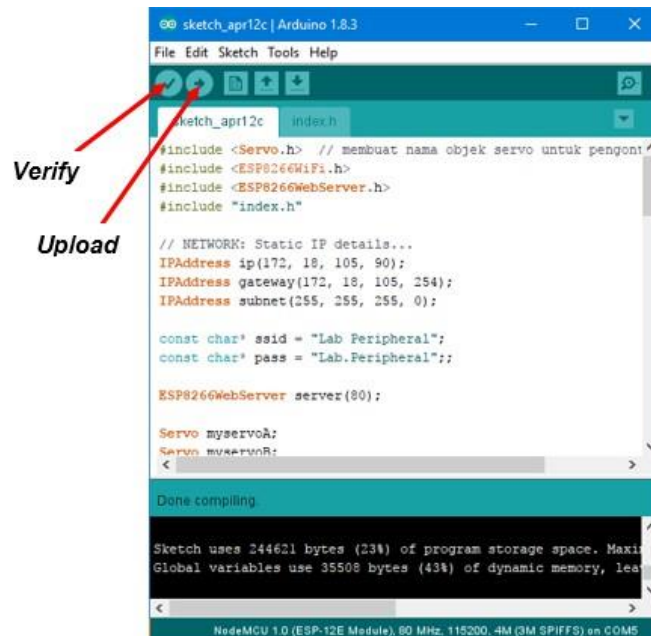 sketch_apr12c | Arduino 1.8.3
File Edit Sketch Tools Help
sketch_apr12c index.h
Verify
Upload
#include <Servo.h> // membuat nama objek servo untuk
#include <ESP8266WiFi.h>
#include <ESP8266WebServer.h>
#include "index.h"
// NETWORK: Static IP details...
IPAddress ip(172, 18, 105, 90);
IPAddress gateway(172, 18, 105, 254);
IPAddress subnet(255, 255, 255, 0);
const char* ssid = "Lab Peripheral";
const char* pass = "Lab.Peripheral";;
ESP8266WebServer server(80);
Servo myservoA;
Servo myservoB;
Done compiling.
Sketch uses 244621 bytes (23%) of program storage space.
Global variables use 35508 bytes (43%) of dynamic memory,
NodeMCU 1.0 (ESP-12E Module), 80 MHz, 115200, 4M (3M SPIFFS) on COM5